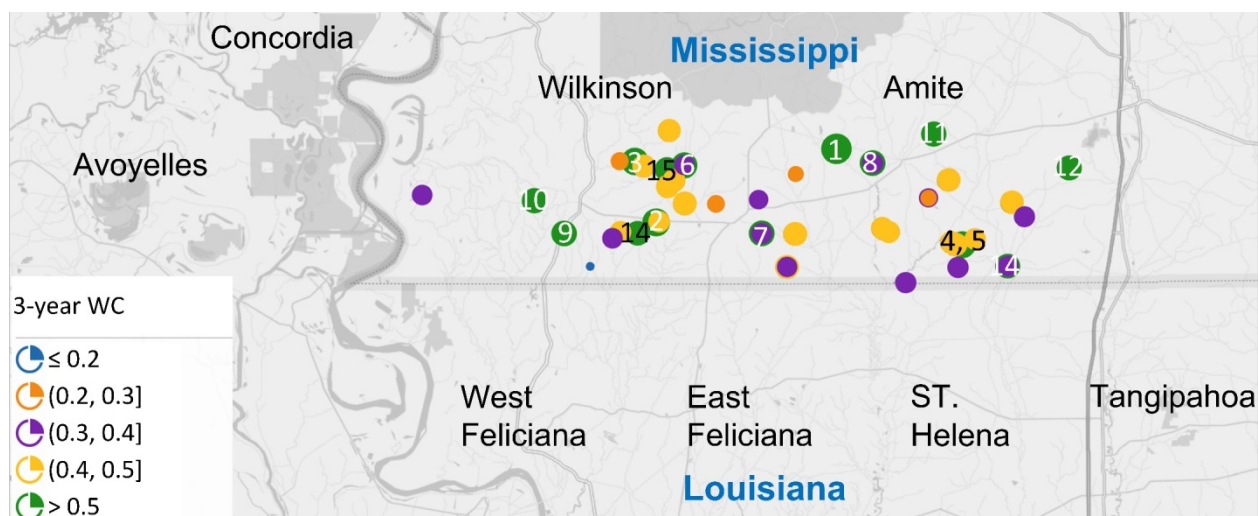 Concordia
Mississippi
Wilkinson
Amite
Avoyelles
11
1
3
15
6
8
12
10
2
9
14
7
4, 5
14
3-year WC
≤ 0.2
(0.2, 0.3]
(0.3, 0.4]
(0.4, 0.5]
> 0.5
West
Feliciana
East
Feliciana
ST.
Helena
Tangipahoa
Louisiana